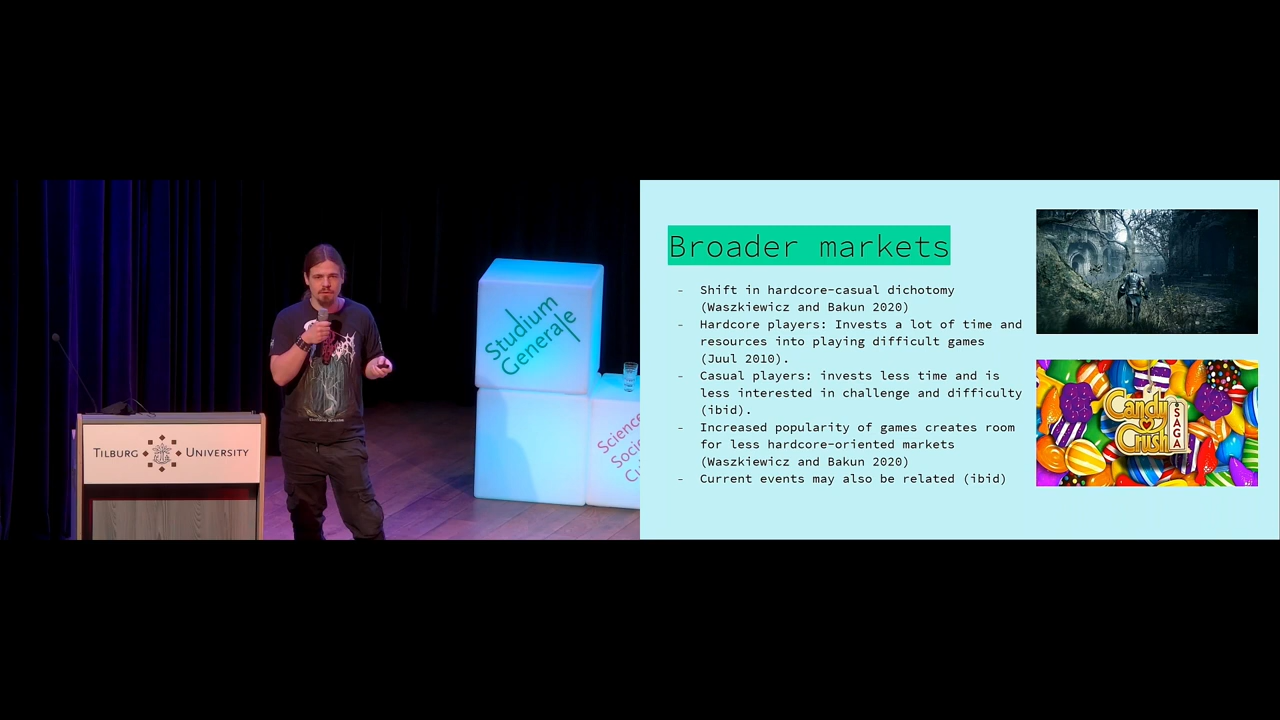 TILBURG UNIVERSITY
Studium
Generale
Science
Broader markets
- Shift in hardcore-casual dichotomy
(Waszkiewicz and Bakun 2020)
- Hardcore players: Invests a lot of time and
resources into playing difficult games
(Juul 2010).
- Casual players: invests less time and is
less interested in challenge and difficulty
(ibid).
- Increased popularity of games creates room
for less hardcore-oriented markets
(Waszkiewicz and Bakun 2020)
- Current events may also be related (ibid)
Candy
Crush
SAGA